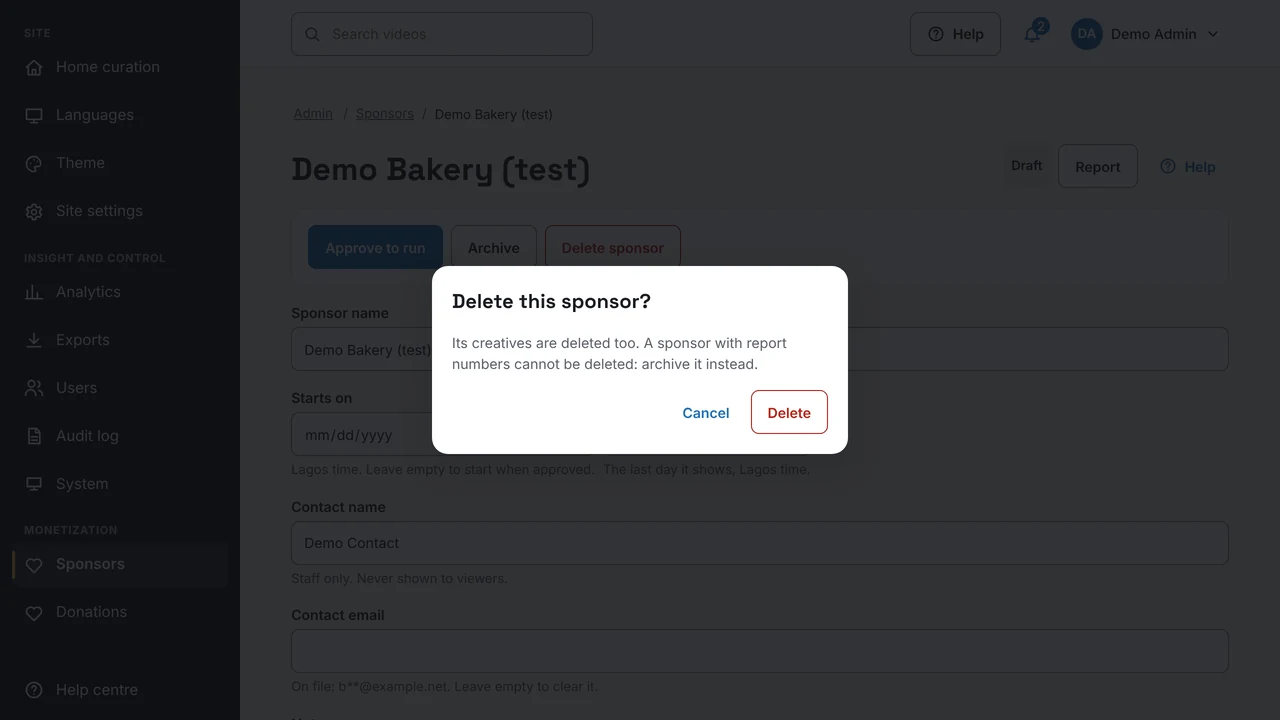 SITE
Home curation
Languages
Theme
Site settings
INSIGHT AND CONTROL
Analytics
Exports
Users
Audit log
System
MONETIZATION
Sponsors
Donations
Help centre
Search videos
Help
2
DA
Demo Admin
Admin / Sponsors / Demo Bakery (test)
Demo Bakery (test)
Draft
Report
Help
Approve to run
Archive
Delete sponsor
Delete this sponsor?
Its creatives are deleted too. A sponsor with report
numbers cannot be deleted: archive it instead.
Cancel
Delete
Sponsor name
Demo Bakery (test)
Starts on
mm/dd/yyyy
Lagos time. Leave empty to start when approved. The last day it shows, Lagos time.
Contact name
Demo Contact
Staff only. Never shown to viewers.
Contact email
On file: b**@example.net. Leave empty to clear it.